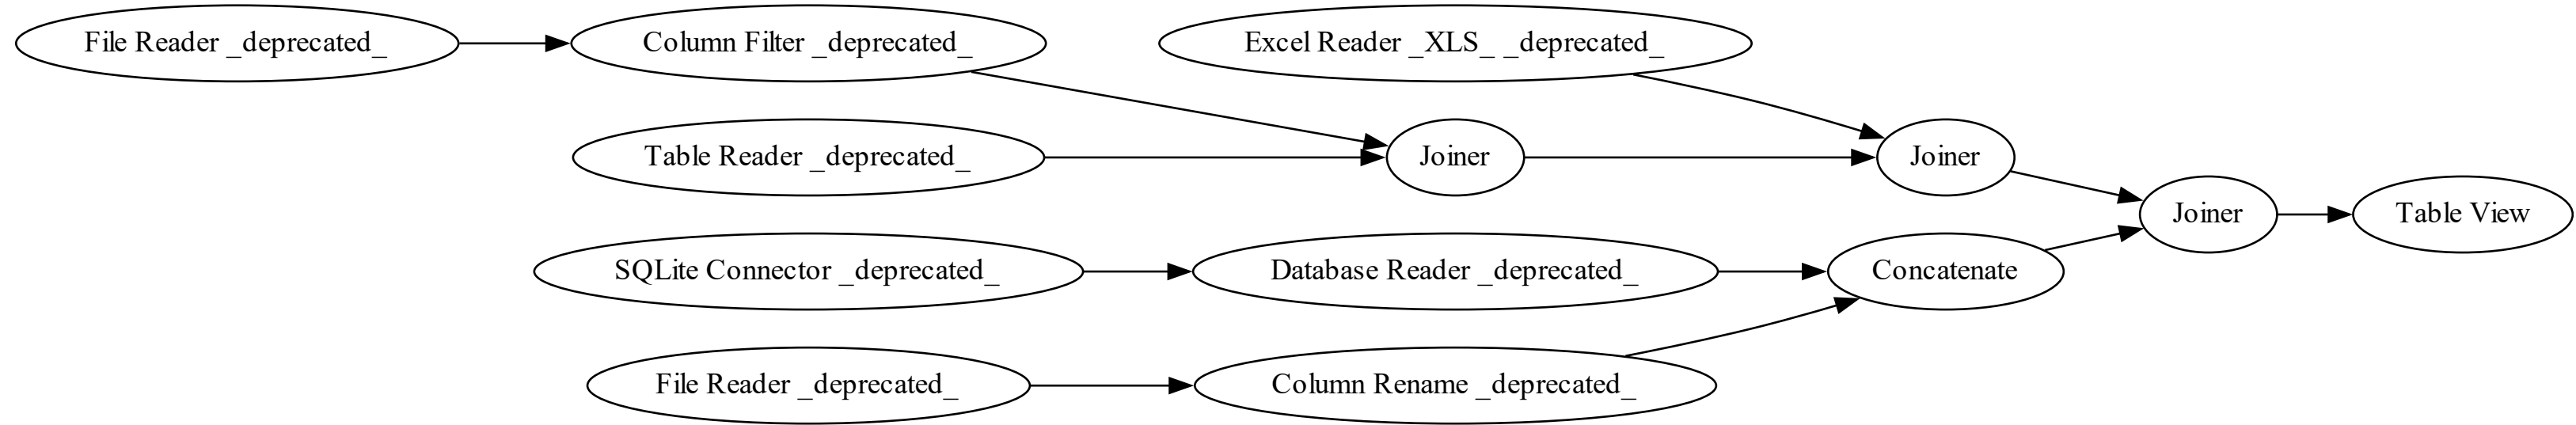 File Reader _deprecated_
Column Filter _deprecated_
Excel Reader _XLS_ _deprecated_
Table Reader _deprecated_
Joiner
Joiner
Joiner
Table View
SQLite Connector _deprecated_
Database Reader _deprecated_
Concatenate
File Reader _deprecated_
Column Rename _deprecated_